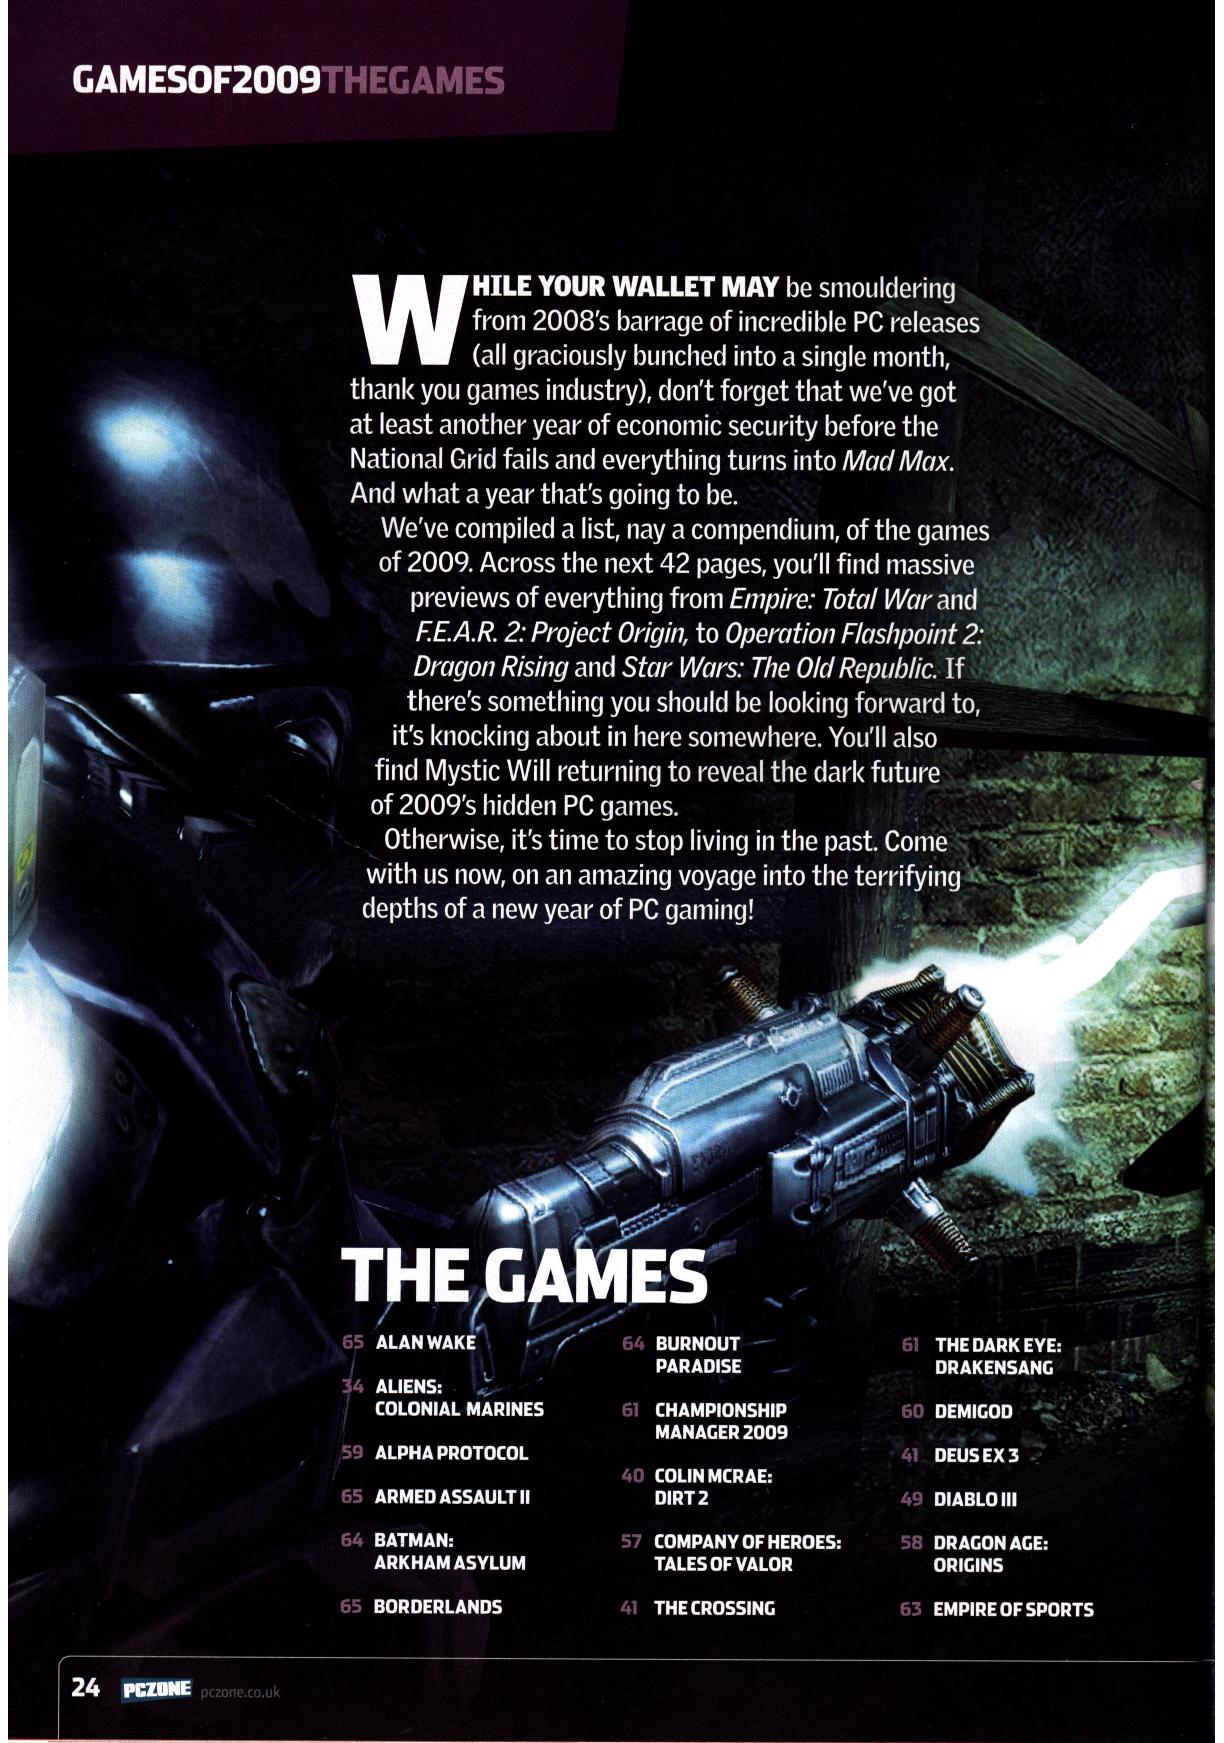 GAMESOF2009THEGAMES
WHILE YOUR WALLET MAY be smouldering
from 2008's barrage of incredible PC releases
(all graciously bunched into a single month,
thank you games industry), don't forget that we've got
at least another year of economic security before the
National Grid fails and everything turns into Mad Max.
And what a year that's going to be.
We've compiled a list, nay a compendium, of the games
of 2009. Across the next 42 pages, you'll find massive
previews of everything from Empire: Total War and
F.E.A.R. 2: Project Origin, to Operation Flashpoint 2:
Dragon Rising and Star Wars: The Old Republic. If
there's something you should be looking forward to,
it's knocking about in here somewhere. You'll also
find Mystic Will returning to reveal the dark future
of 2009's hidden PC games.
Otherwise, it's time to stop living in the past. Come
with us now, on an amazing voyage into the terrifying
depths of a new year of PC gaming!
THE GAMES
65 ALAN WAKE
34 ALIENS:
COLONIAL MARINES
59 ALPHA PROTOCOL
65 ARMED ASSAULT II
64 BATMAN:
ARKHAM ASYLUM
65 BORDERLANDS
64 BURNOUT
PARADISE
61 CHAMPIONSHIP
MANAGER 2009
40 COLIN MCRAE:
DIRT 2
57 COMPANY OF HEROES:
TALES OF VALOR
41 THE CROSSING
61 THE DARK EYE:
DRAKENSANG
60 DEMIGOD
41 DEUS EX 3
49 DIABLO III
58 DRAGON AGE:
ORIGINS
63 EMPIRE OF SPORTS
24 PCZONE pczone.co.uk